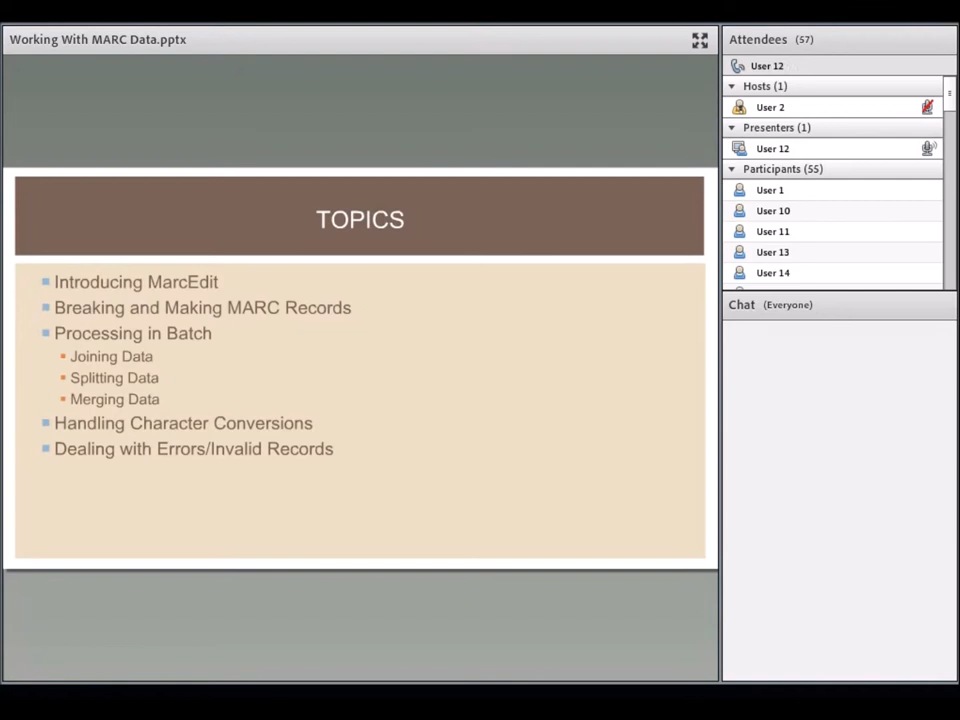 Working With MARC Data.pptx
TOPICS
Introducing MarcEdit
Breaking and Making MARC Records
Processing in Batch
Joining Data
Splitting Data
Merging Data
Handling Character Conversions
Dealing with Errors/Invalid Records
Attendees (57)
User 12
Hosts (1)
User 2
Presenters (1)
User 12
Participants (55)
User 1
User 10
User 11
User 13
User 14
Chat (Everyone)